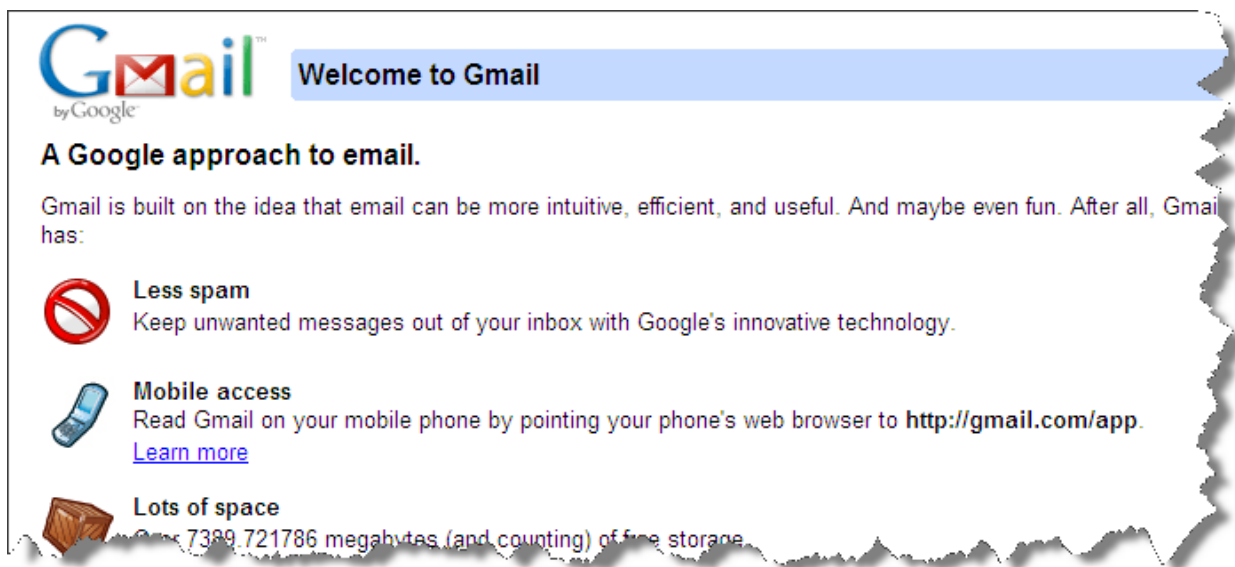 Gmail™
by Google™
Welcome to Gmail
A Google approach to email.
Gmail is built on the idea that email can be more intuitive, efficient, and useful. And maybe even fun. After all, Gmai
has:
Less spam
Keep unwanted messages out of your inbox with Google's innovative technology.
Mobile access
Read Gmail on your mobile phone by pointing your phone's web browser to http://gmail.com/app.
Learn more
Lots of space
7389.721786 megabytes (and counting) of free storage